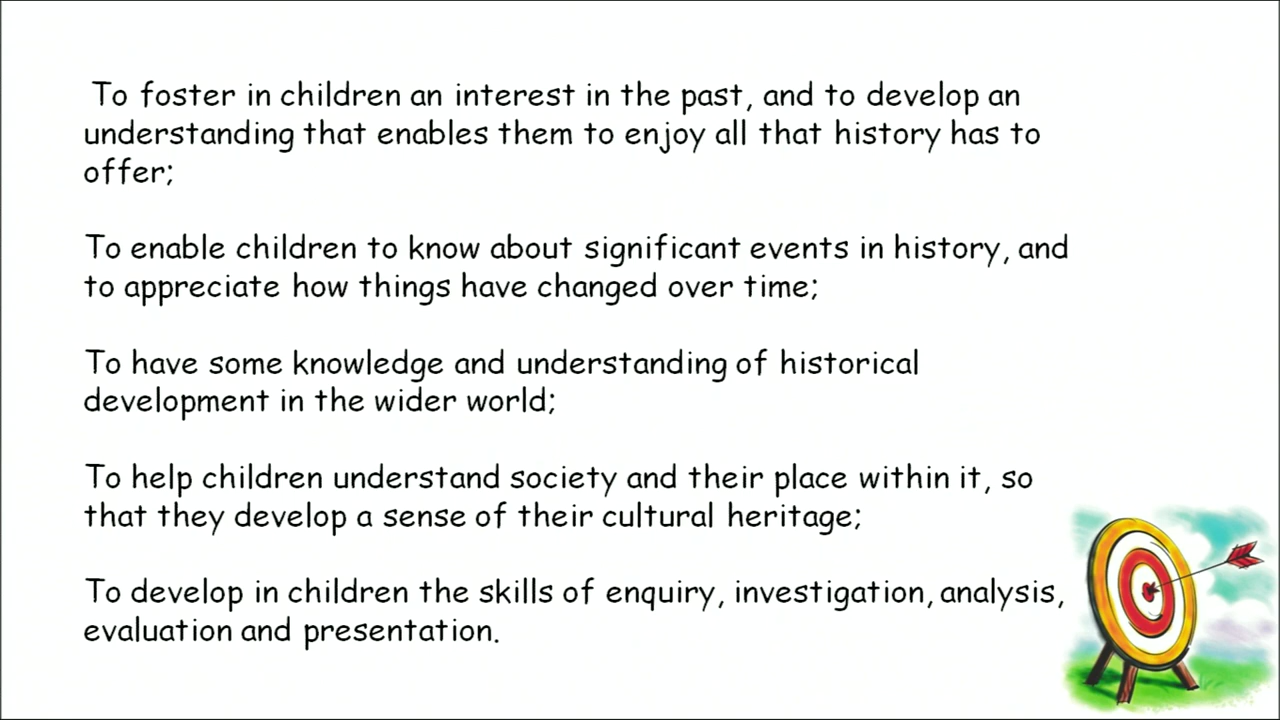 To foster in children an interest in the past, and to develop an
understanding that enables them to enjoy all that history has to
offer;
To enable children to know about significant events in history, and
to appreciate how things have changed over time;
To have some knowledge and understanding of historical
development in the wider world;
To help children understand society and their place within it, so
that they develop a sense of their cultural heritage;
To develop in children the skills of enquiry, investigation, analysis,
evaluation and presentation.